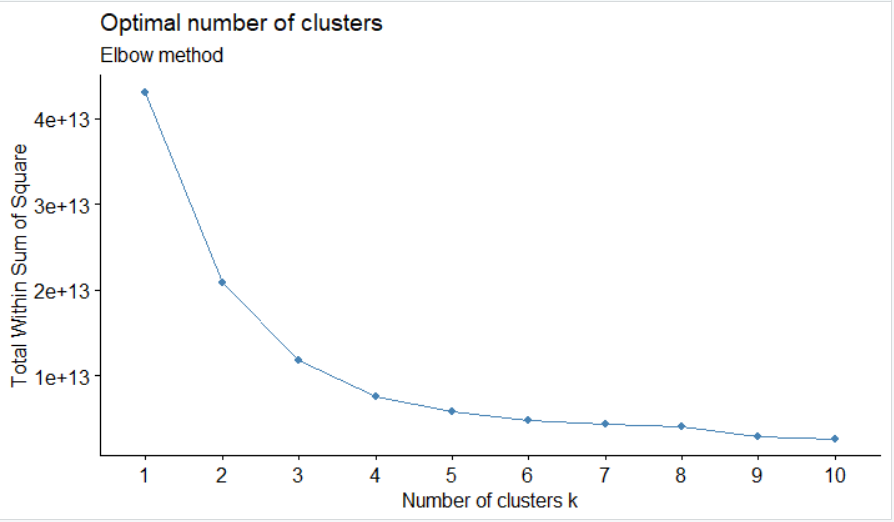 Optimal number of clusters
Elbow method
Total Within Sum of Square
4e+13
3e+13
2e+13
1e+13
1 2 3 4 5 6 7 8 9 10
Number of clusters k